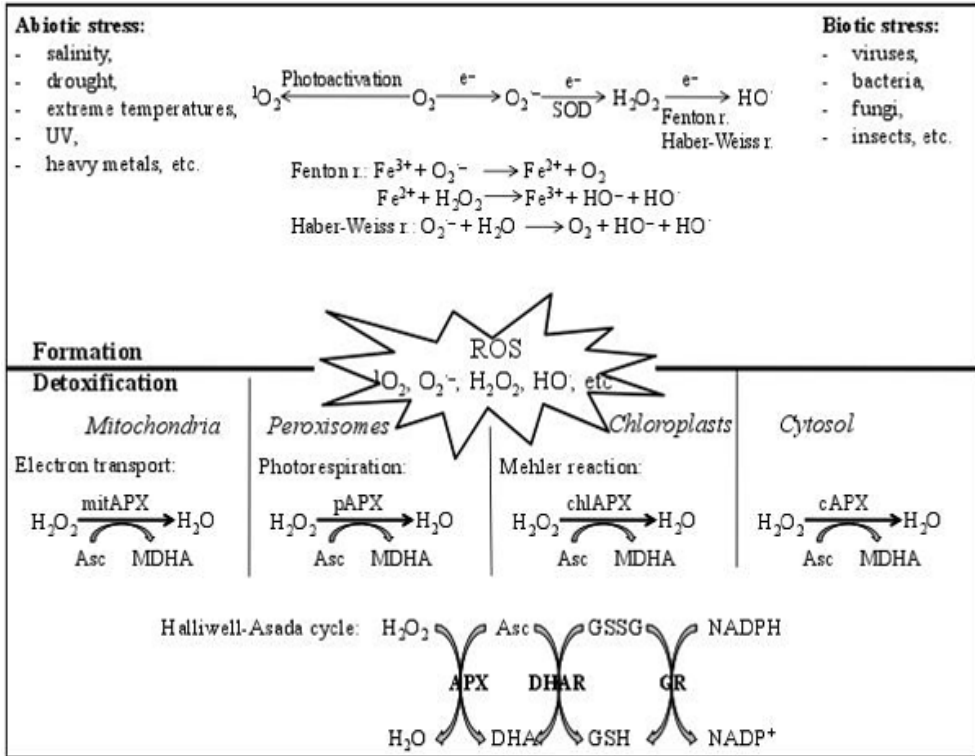 Abiotic stress:
- salinity,
- drought,
- extreme temperatures,
- UV,
- heavy metals, etc.
Biotic stress:
- viruses,
- bacteria,
- fungi,
- insects, etc.
Photoactivation e⁻ e⁻ e⁻
¹O₂ O₂ O₂⁻ H₂O₂ HO˙
SOD Fenton r.
Haber-Weiss r.
Fenton r.: Fe³⁺ + O₂˙⁻ → Fe²⁺ + O₂
Fe²⁺ + H₂O₂ → Fe³⁺ + HO⁻ + HO˙
Haber-Weiss r.: O₂˙⁻ + H₂O → O₂ + HO⁻ + HO˙
Formation
ROS
¹O₂, O₂˙⁻, H₂O₂, HO˙, etc
Detoxification
Mitochondria Peroxisomes Chloroplasts Cytosol
Electron transport: Photorespiration: Mehler reaction:
mitAPX pAPX chlAPX cAPX
H₂O₂ H₂O H₂O₂ H₂O H₂O₂ H₂O H₂O₂ H₂O
Asc MDHA Asc MDHA Asc MDHA Asc MDHA
Halliwell-Asada cycle: H₂O₂ Asc GSSG NADPH
APX DHAR GR
H₂O DHA GSH NADP⁺